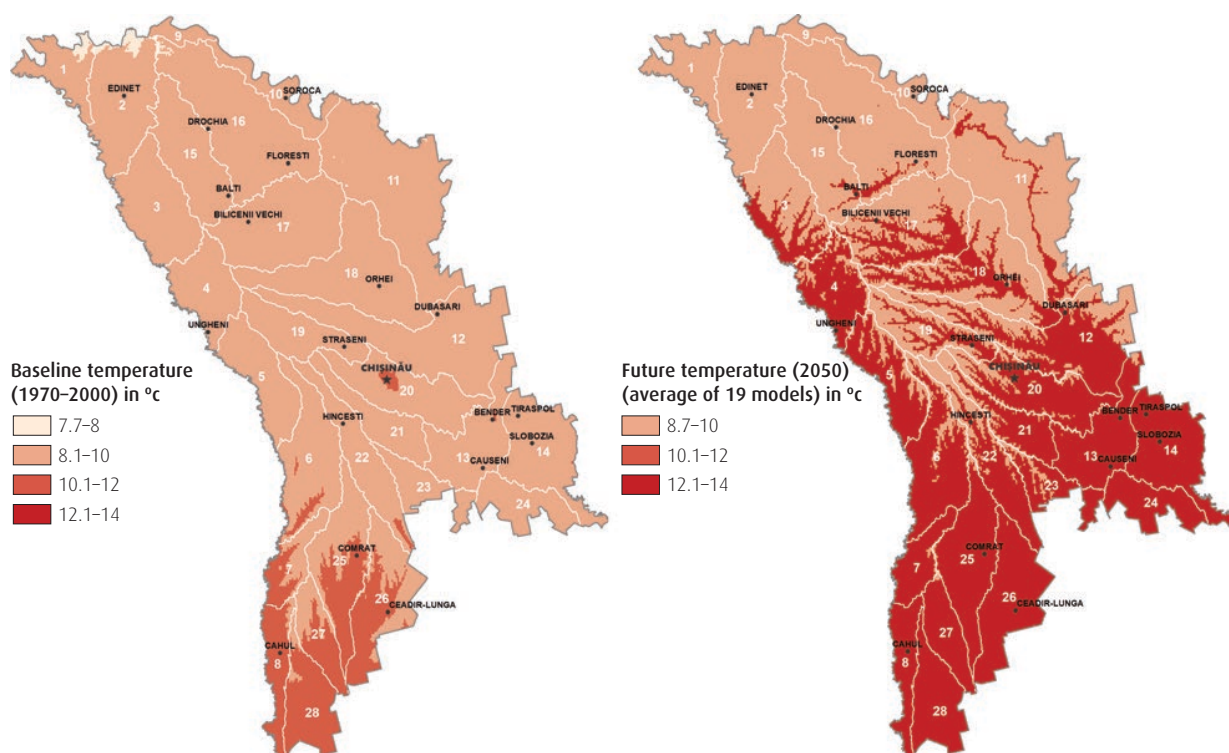 9
1
EDINET
2
10
SOROCA
DROCHIA
16
15
FLORESTI
11
BALTI
3
BILICENII VECHI
17
18
ORHEI
4
DUBASARI
UNGHENI
19
STRASENI
12
CHIȘINĂU
20
5
HINCESTI
BENDER
TIRASPOL
21
SLOBOZIA
14
6
22
13
CAUSENI
23
24
COMRAT
25
7
26
CEADIR-LUNGA
27
CAHUL
8
28
Baseline temperature
(1970–2000) in ºc
7.7–8
8.1–10
10.1–12
12.1–14
9
1
EDINET
2
10
SOROCA
DROCHIA
16
15
FLORESTI
11
BALTI
3
BILICENII VECHI
17
18
ORHEI
4
DUBASARI
UNGHENI
19
STRASENI
12
CHIȘINĂU
20
5
HINCESTI
BENDER
TIRASPOL
21
SLOBOZIA
14
6
22
13
CAUSENI
23
24
COMRAT
25
7
26
CEADIR-LUNGA
27
CAHUL
8
28
Future temperature (2050)
(average of 19 models) in ºc
8.7–10
10.1–12
12.1–14